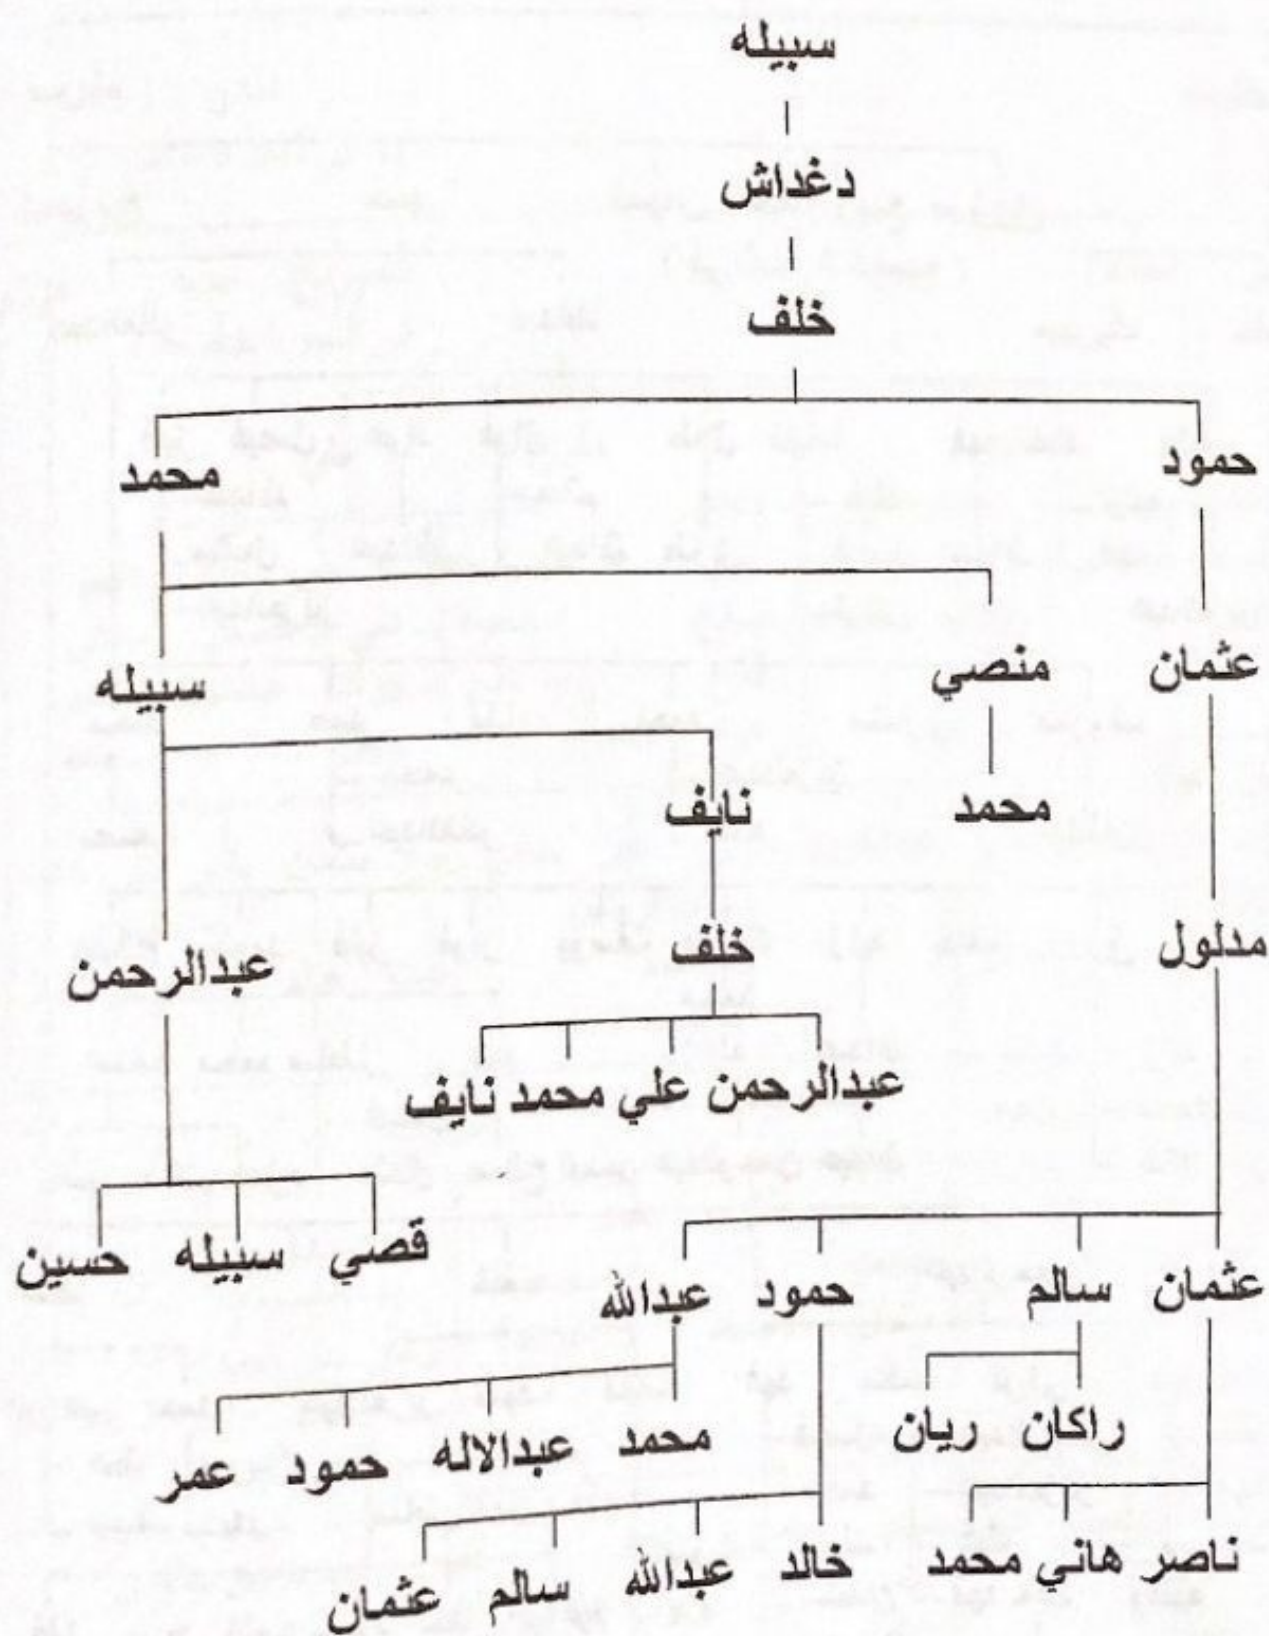 سبيله
دغداش
خلف
حمود محمد
عثمان منصي سبيله
محمد نايف
مدلول خلف عبدالرحمن
عبدالرحمن علي محمد نايف
قصي سبيله حسين
عثمان سالم حمود عبدالله
راكان ريان
محمد عبدالاله حمود عمر
ناصر هاني محمد
خالد عبدالله سالم عثمان